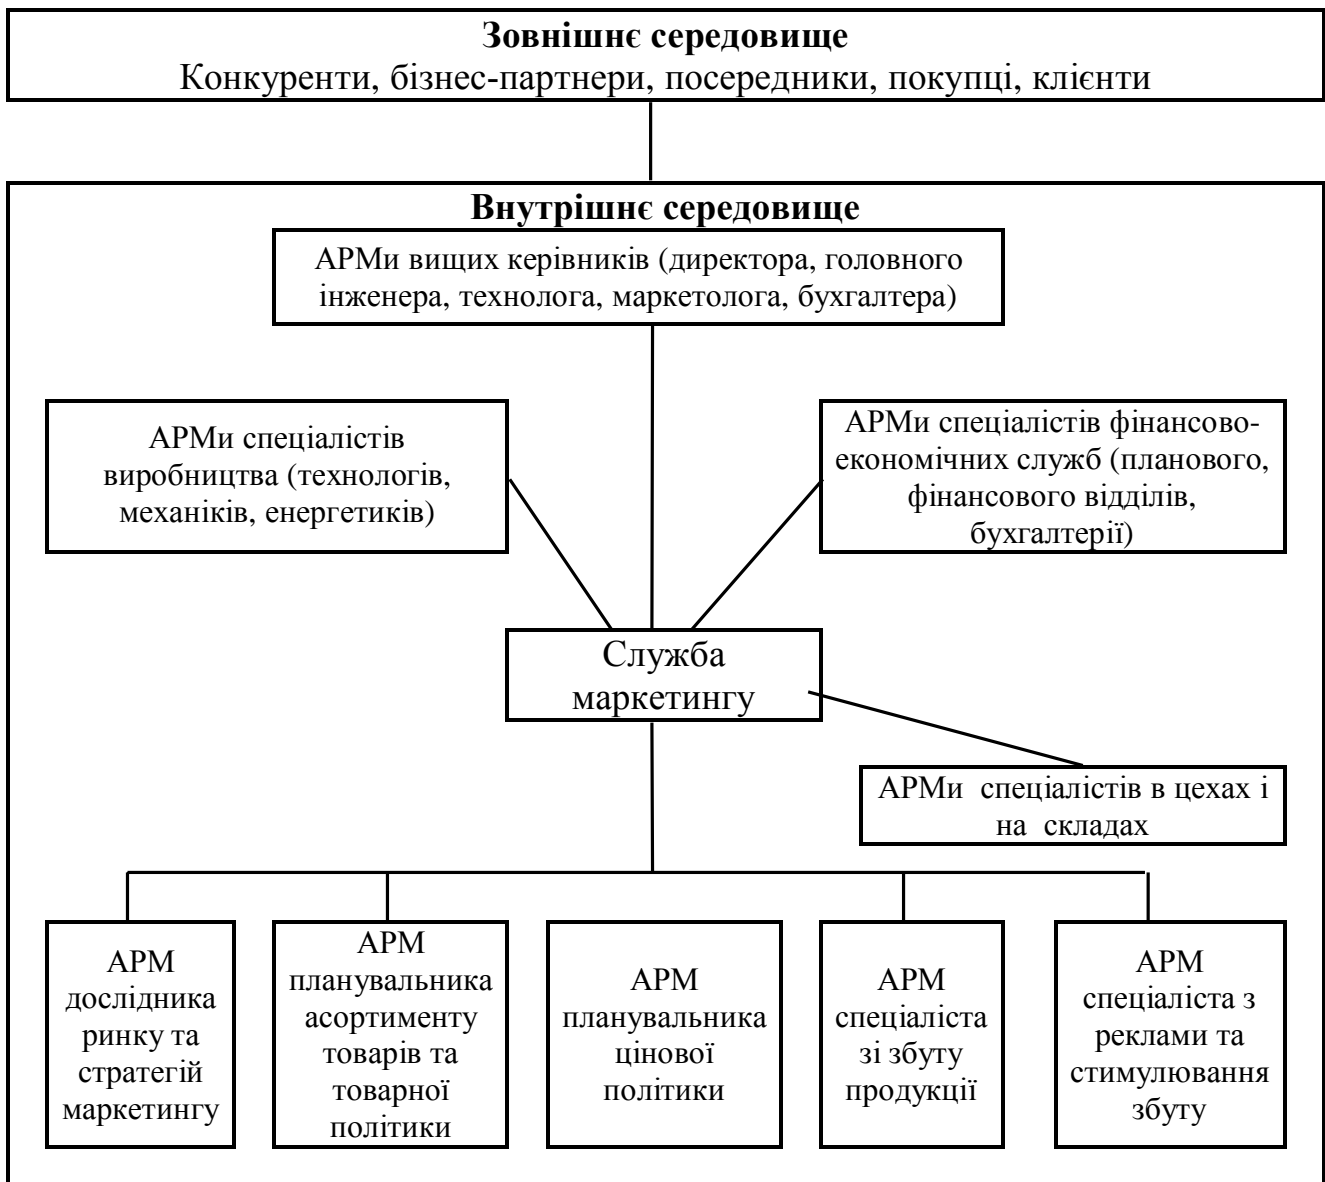 Зовнішнє середовище
Конкуренти, бізнес-партнери, посередники, покупці, клієнти
Внутрішнє середовище
АРМи вищих керівників (директора, головного
інженера, технолога, маркетолога, бухгалтера)
АРМи спеціалістів
виробництва (технологів,
механіків, енергетиків)
АРМи спеціалістів фінансово-
економічних служб (планового,
фінансового відділів,
бухгалтерії)
Служба
маркетингу
АРМи спеціалістів в цехах і
на складах
АРМ
дослідника
ринку та
стратегій
маркетингу
АРМ
планувальника
асортименту
товарів та
товарної
політики
АРМ
планувальника
цінової
політики
АРМ
спеціаліста
зі збуту
продукції
АРМ
спеціаліста з
реклами та
стимулювання
збуту